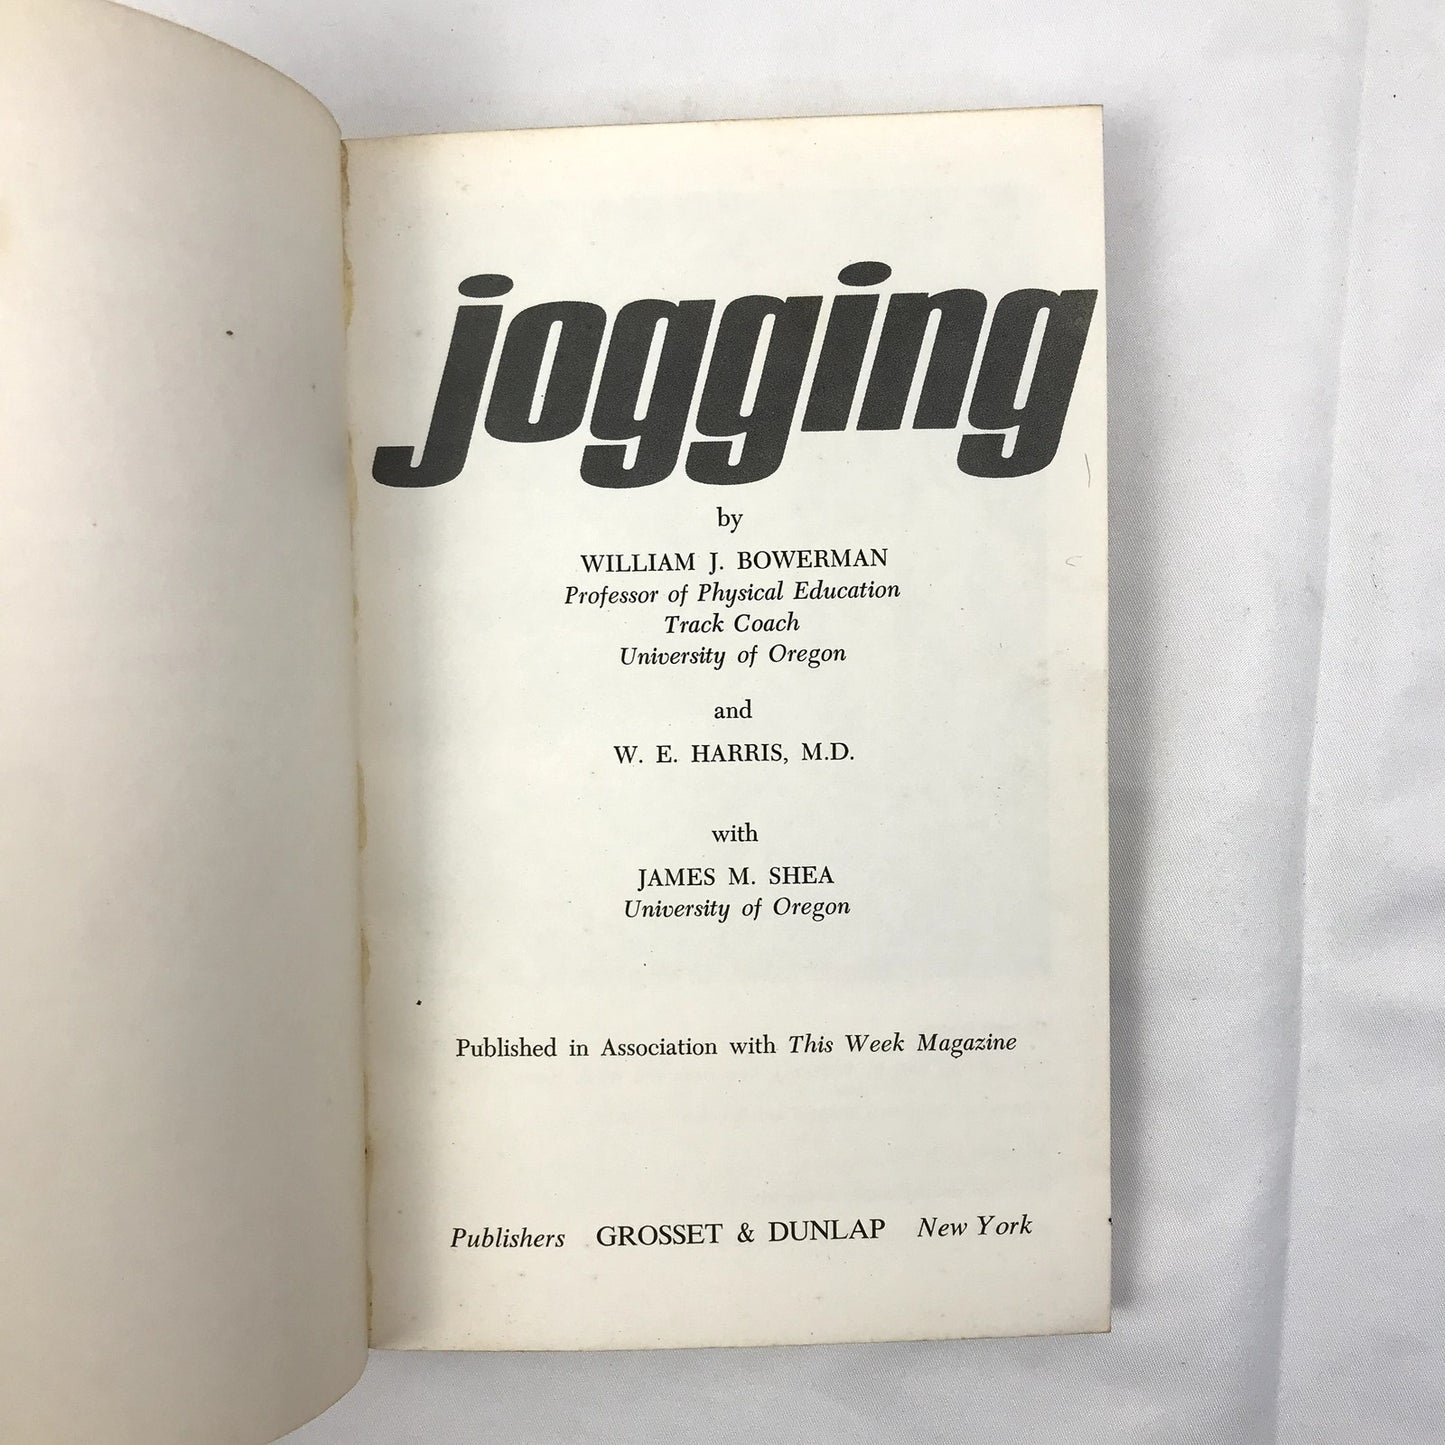 jogging
by
WILLIAM J. BOWERMAN
Professor of Physical Education
Track Coach
University of Oregon
and
W. E. HARRIS, M.D.
with
JAMES M. SHEA
University of Oregon
Published in Association with This Week Magazine
Publishers GROSSET & DUNLAP New York